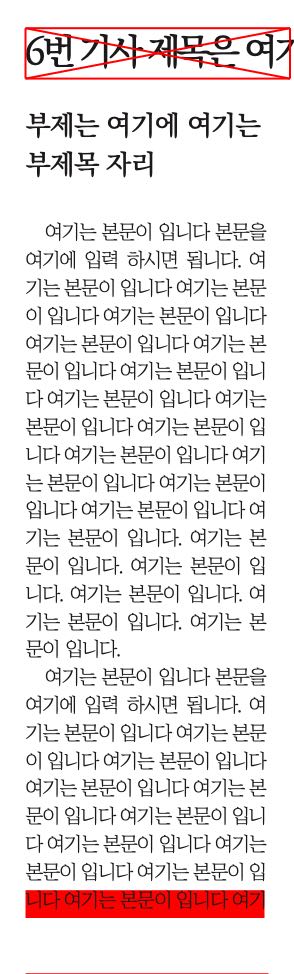 6번 기사 제목은 여기
부제는 여기에 여기는
부제목 자리
여기는 본문이 입니다 본문을
여기에 입력 하시면 됩니다. 여
기는 본문이 입니다 여기는 본문
이 입니다 여기는 본문이 입니다
여기는 본문이 입니다 여기는 본
문이 입니다 여기는 본문이 입니
다 여기는 본문이 입니다 여기는
본문이 입니다 여기는 본문이 입
니다 여기는 본문이 입니다 여기
는 본문이 입니다 여기는 본문이
입니다 여기는 본문이 입니다 여
기는 본문이 입니다. 여기는 본
문이 입니다. 여기는 본문이 입
니다. 여기는 본문이 입니다. 여
기는 본문이 입니다. 여기는 본
문이 입니다.
여기는 본문이 입니다 본문을
여기에 입력 하시면 됩니다. 여
기는 본문이 입니다 여기는 본문
이 입니다 여기는 본문이 입니다
여기는 본문이 입니다 여기는 본
문이 입니다 여기는 본문이 입니
다 여기는 본문이 입니다 여기는
본문이 입니다 여기는 본문이 입
니다 여기는 본문이 입니다 여기